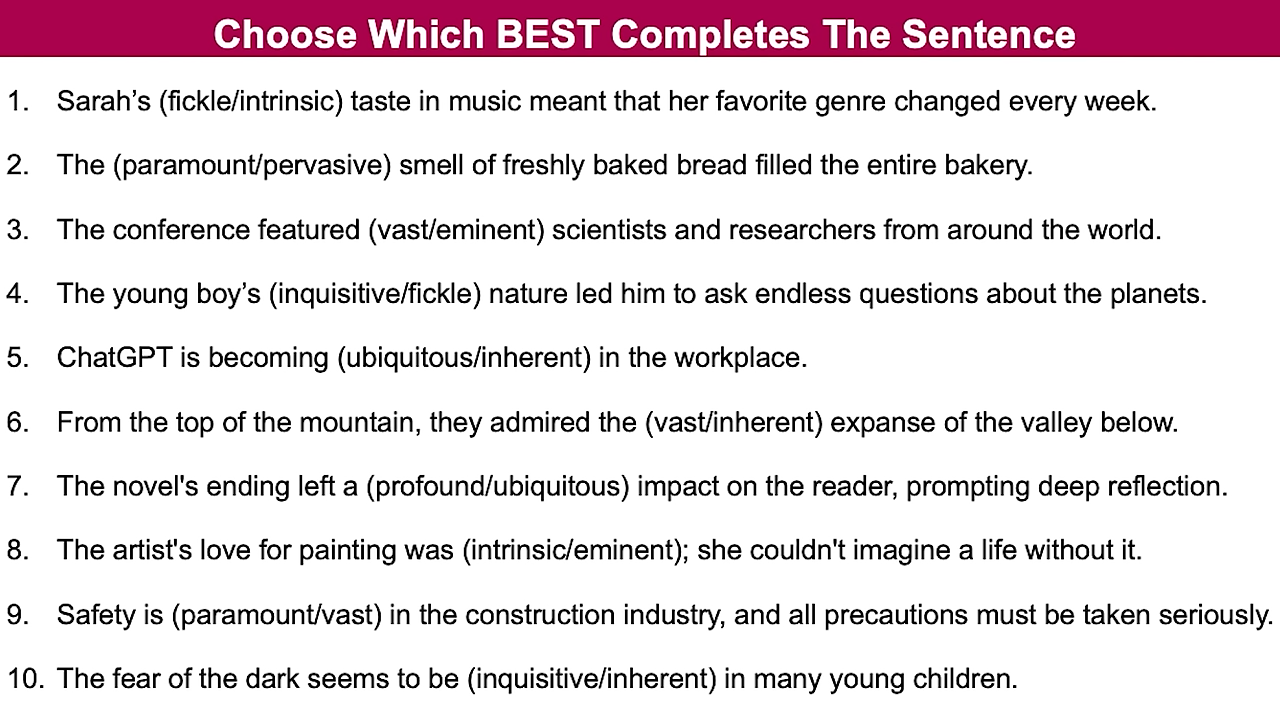 Choose Which BEST Completes The Sentence
1. Sarah’s (fickle/intrinsic) taste in music meant that her favorite genre changed every week.
2. The (paramount/pervasive) smell of freshly baked bread filled the entire bakery.
3. The conference featured (vast/eminent) scientists and researchers from around the world.
4. The young boy’s (inquisitive/fickle) nature led him to ask endless questions about the planets.
5. ChatGPT is becoming (ubiquitous/inherent) in the workplace.
6. From the top of the mountain, they admired the (vast/inherent) expanse of the valley below.
7. The novel's ending left a (profound/ubiquitous) impact on the reader, prompting deep reflection.
8. The artist's love for painting was (intrinsic/eminent); she couldn't imagine a life without it.
9. Safety is (paramount/vast) in the construction industry, and all precautions must be taken seriously.
10. The fear of the dark seems to be (inquisitive/inherent) in many young children.